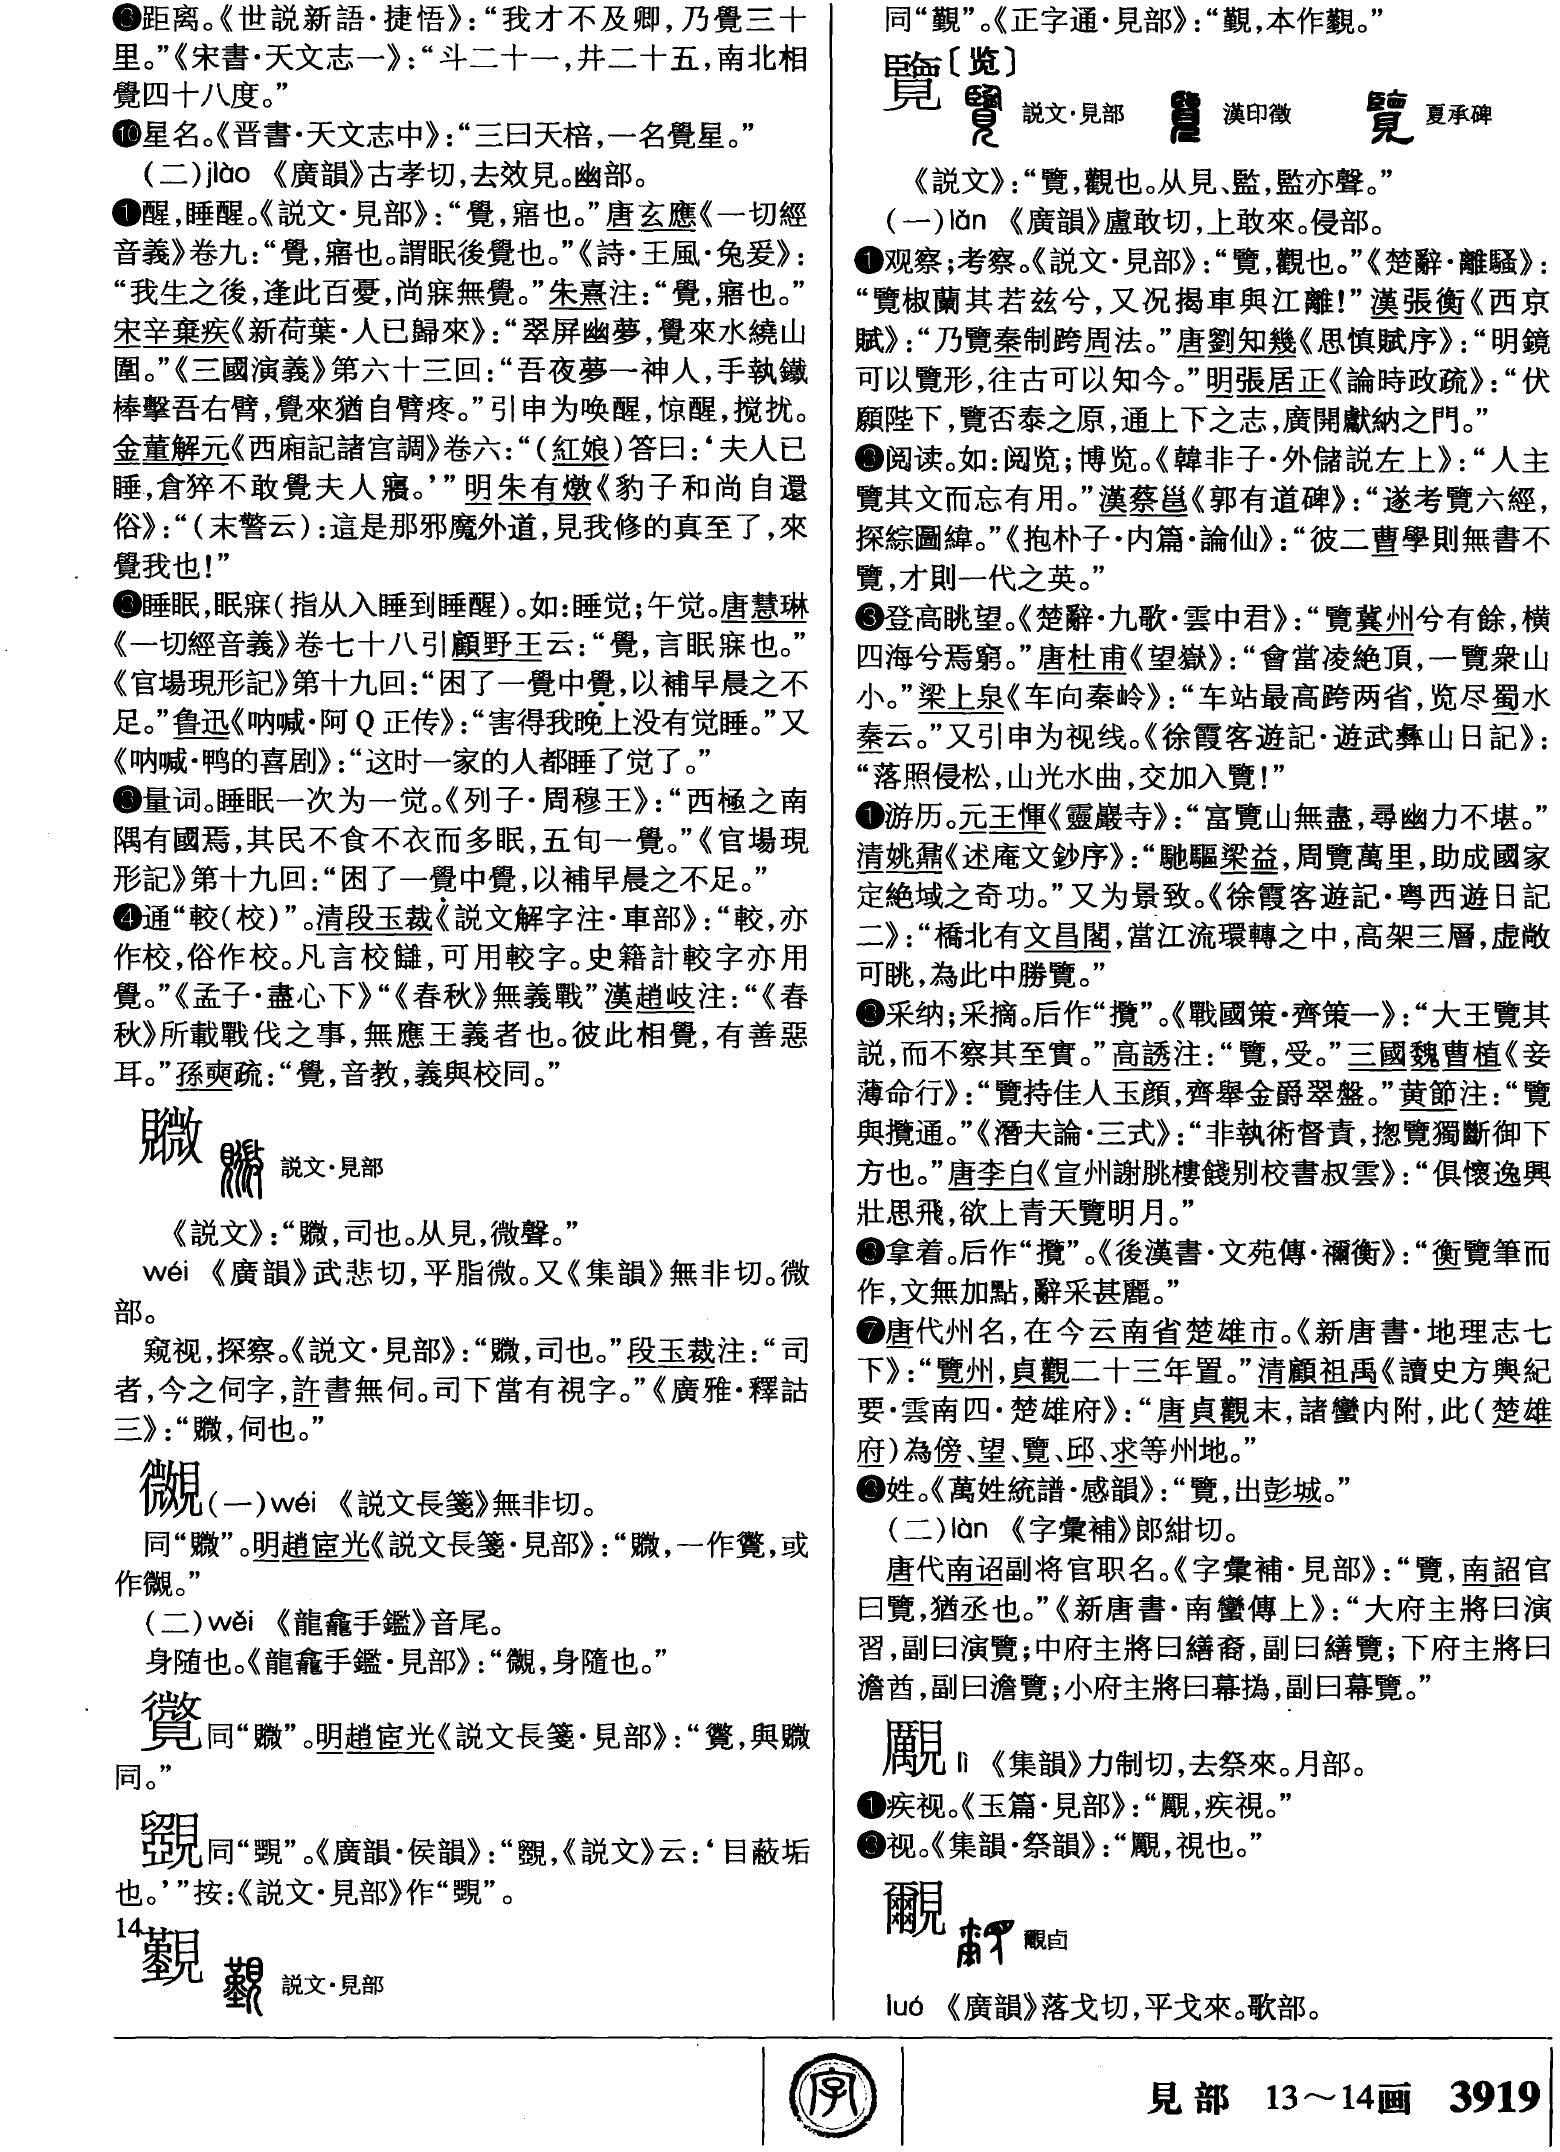 ❾距离。《世説新語·捷悟》：“我才不及卿，乃覺三十
里。”《宋書·天文志一》：“斗二十一，井二十五，南北相
覺四十八度。”
❿星名。《晋書·天文志中》：“三曰天棓，一名覺星。”
(二)jiào 《廣韻》古孝切，去效見。幽部。
❶醒，睡醒。《説文·見部》：“覺，寤也。”唐玄應《一切經
音義》卷九：“覺，寤也。謂眠後覺也。”《詩·王風·兔爰》：
“我生之後，逢此百憂，尚寐無覺。”朱熹注：“覺，寤也。”
宋辛棄疾《新荷葉·人已歸來》：“翠屏幽夢，覺來水繞山
圍。”《三國演義》第六十三回：“吾夜夢一神人，手執鐵
棒擊吾右臂，覺來猶自臂疼。”引申为唤醒，惊醒，搅扰。
金董解元《西廂記諸宫調》卷六：“(紅娘)答曰：‘夫人已
睡，倉猝不敢覺夫人寢。’”明朱有燉《豹子和尚自還
俗》：“(末警云)：這是那邪魔外道，見我修的真至了，來
覺我也！”
❷睡眠，眠寐(指从入睡到睡醒)。如：睡觉；午觉。唐慧琳
《一切經音義》卷七十八引顧野王云：“覺，言眠寐也。”
《官場現形記》第十九回：“困了一覺中覺，以補早晨之不
足。”鲁迅《呐喊·阿Q正传》：“害得我晚上没有觉睡。”又
《呐喊·鸭的喜剧》：“这时一家的人都睡了觉了。”
❸量词。睡眠一次为一觉。《列子·周穆王》：“西極之南
隅有國焉，其民不食不衣而多眠，五旬一覺。”《官場現
形記》第十九回：“困了一覺中覺，以補早晨之不足。”
❹通“較(校)”。清段玉裁《説文解字注·車部》：“較，亦
作校，俗作校。凡言校讎，可用較字。史籍計較字亦用
覺。”《孟子·盡心下》“《春秋》無義戰”漢趙岐注：“《春
秋》所載戰伐之事，無應王義者也。彼此相覺，有善惡
耳。”孫奭疏：“覺，音教，義與校同。”
䙿 説文·見部
《説文》：“䙿，司也。从見，微聲。”
wéi 《廣韻》武悲切，平脂微。又《集韻》無非切。微
部。
窺视，探察。《説文·見部》：“䙿，司也。”段玉裁注：“司
者，今之伺字，許書無伺。司下當有視字。”《廣雅·釋詁
三》：“䙿，伺也。”
(一)wéi 《説文長箋》無非切。
同“䙿”。明趙宧光《説文長箋·見部》：“䙿，一作，或
作。”
(二)wěi 《龍龕手鑑》音尾。
身随也。《龍龕手鑑·見部》：“，身隨也。”
同“䙿”。明趙宧光《説文長箋·見部》：“，與䙿
同。”
同“覴”。《廣韻·侯韻》：“，《説文》云：‘目蔽垢
也。’”按：《説文·見部》作“”。
14
覲 説文·見部
同“覲”。《正字通·見部》：“覲，本作。”
覽〔览〕
説文·見部 漢印徵 夏承碑
《説文》：“覽，觀也。从見、監，監亦聲。”
(一)lǎn 《廣韻》盧敢切，上敢來。侵部。
❶观察；考察。《説文·見部》：“覽，觀也。”《楚辭·離騷》：
“覽椒蘭其若兹兮，又况揭車與江離！”漢張衡《西京
賦》：“乃覽秦制跨周法。”唐劉知幾《思慎賦序》：“明鏡
可以覽形，往古可以知今。”明張居正《論時政疏》：“伏
願陛下，覽否泰之原，通上下之志，廣開獻納之門。”
❷阅读。如：阅览；博览。《韓非子·外儲説左上》：“人主
覽其文而忘有用。”漢蔡邕《郭有道碑》：“遂考覽六經，
探綜圖緯。”《抱朴子·内篇·論仙》：“彼二曹學則無書不
覽，才則一代之英。”
❸登高眺望。《楚辭·九歌·雲中君》：“覽冀州兮有餘，横
四海兮焉窮。”唐杜甫《望嶽》：“會當凌絶頂，一覽衆山
小。”梁上泉《车向秦岭》：“车站最高跨两省，览尽蜀水
秦云。”又引申为视线。《徐霞客遊記·遊武彝山日記》：
“落照侵松，山光水曲，交加入覽！”
❹游历。元王惲《靈巖寺》：“富覽山無盡，尋幽力不堪。”
清姚鼐《述庵文鈔序》：“馳驅梁益，周覽萬里，助成國家
定絶域之奇功。”又为景致。《徐霞客遊記·粤西遊日記
二》：“橋北有文昌閣，當江流環轉之中，高架三層，虚敞
可眺，為此中勝覽。”
❺采纳；采摘。后作“攬”。《戰國策·齊策一》：“大王覽其
説，而不察其至實。”高誘注：“覽，受。”三國魏曹植《妾
薄命行》：“覽持佳人玉顔，齊舉金爵翠盤。”黄節注：“覽
與攬通。”《潛夫論·三式》：“非執術督責，揔覽獨斷御下
方也。”唐李白《宣州謝朓樓餞别校書叔雲》：“俱懷逸興
壯思飛，欲上青天覽明月。”
❻拿着。后作“攬”。《後漢書·文苑傳·禰衡》：“衡覽筆而
作，文無加點，辭采甚麗。”
❼唐代州名，在今云南省楚雄市。《新唐書·地理志七
下》：“覽州，貞觀二十三年置。”清顧祖禹《讀史方輿紀
要·雲南四·楚雄府》：“唐貞觀末，諸蠻内附，此(楚雄
府)為傍、望、覽、邱、求等州地。”
❽姓。《萬姓統譜·感韻》：“覽，出彭城。”
(二)làn 《字彙補》郎紺切。
唐代南诏副将官职名。《字彙補·見部》：“覽，南詔官
曰覽，猶丞也。”《新唐書·南蠻傳上》：“大府主將曰演
習，副曰演覽；中府主將曰繕裔，副曰繕覽；下府主將曰
澹酋，副曰澹覽；小府主將曰幕撝，副曰幕覽。”
lì 《集韻》力制切，去祭來。月部。
❶疾视。《玉篇·見部》：“，疾視。”
❷视。《集韻·祭韻》：“，視也。”
覼 覼卣
luó 《廣韻》落戈切，平戈來。歌部。
字
見部 13～14画 3919